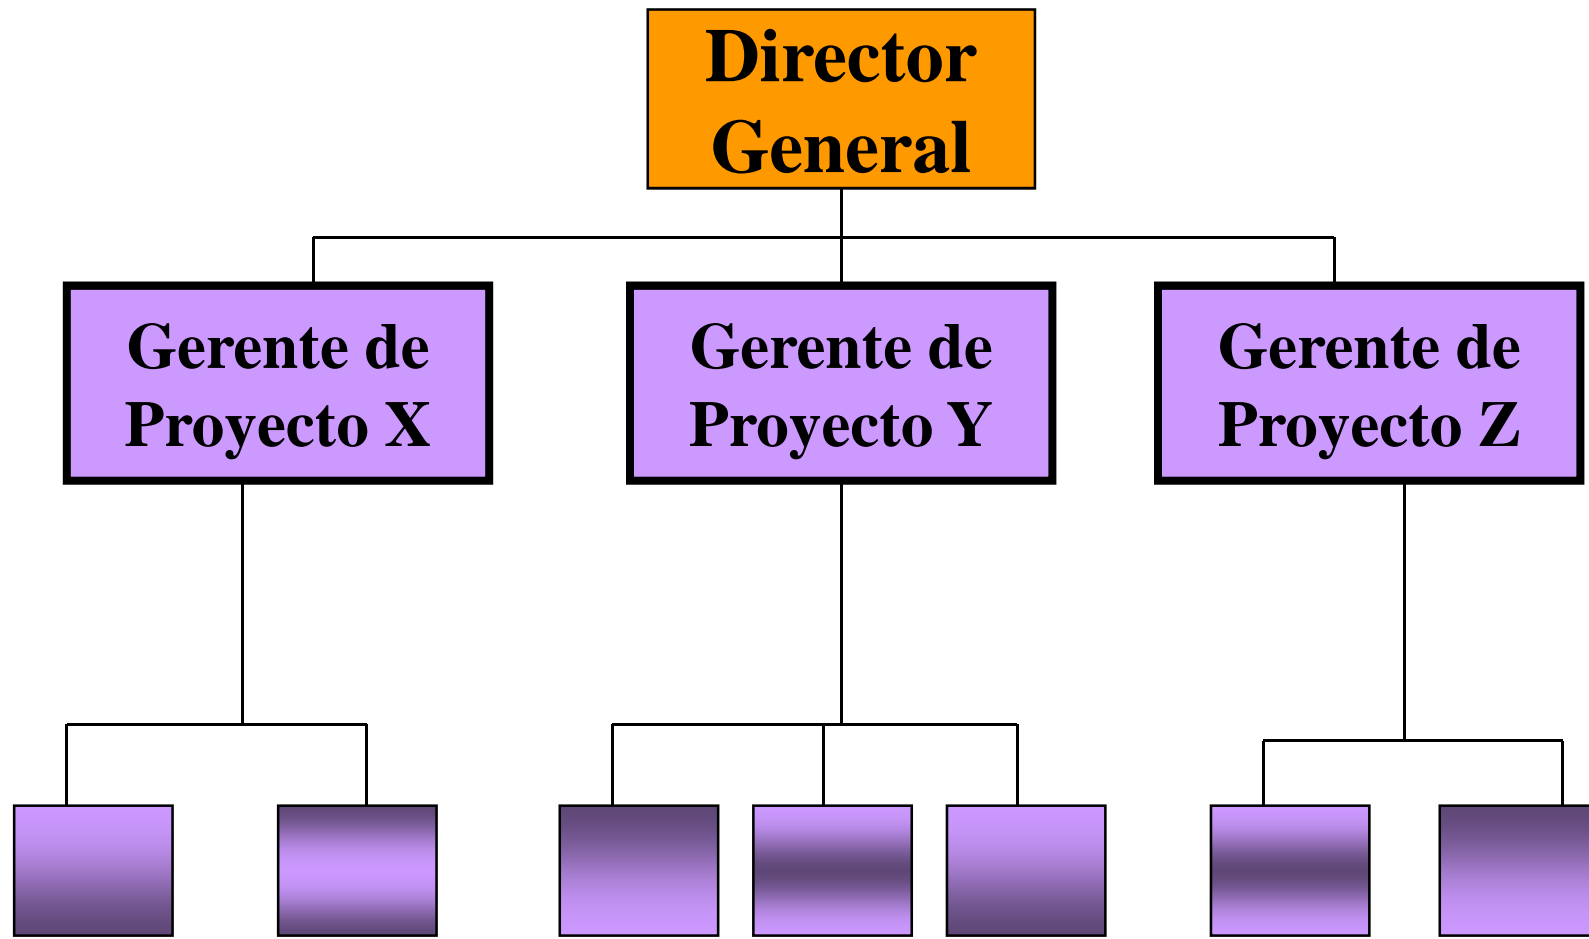 Director
General
Gerente de
Proyecto X
Gerente de
Proyecto Y
Gerente de
Proyecto Z